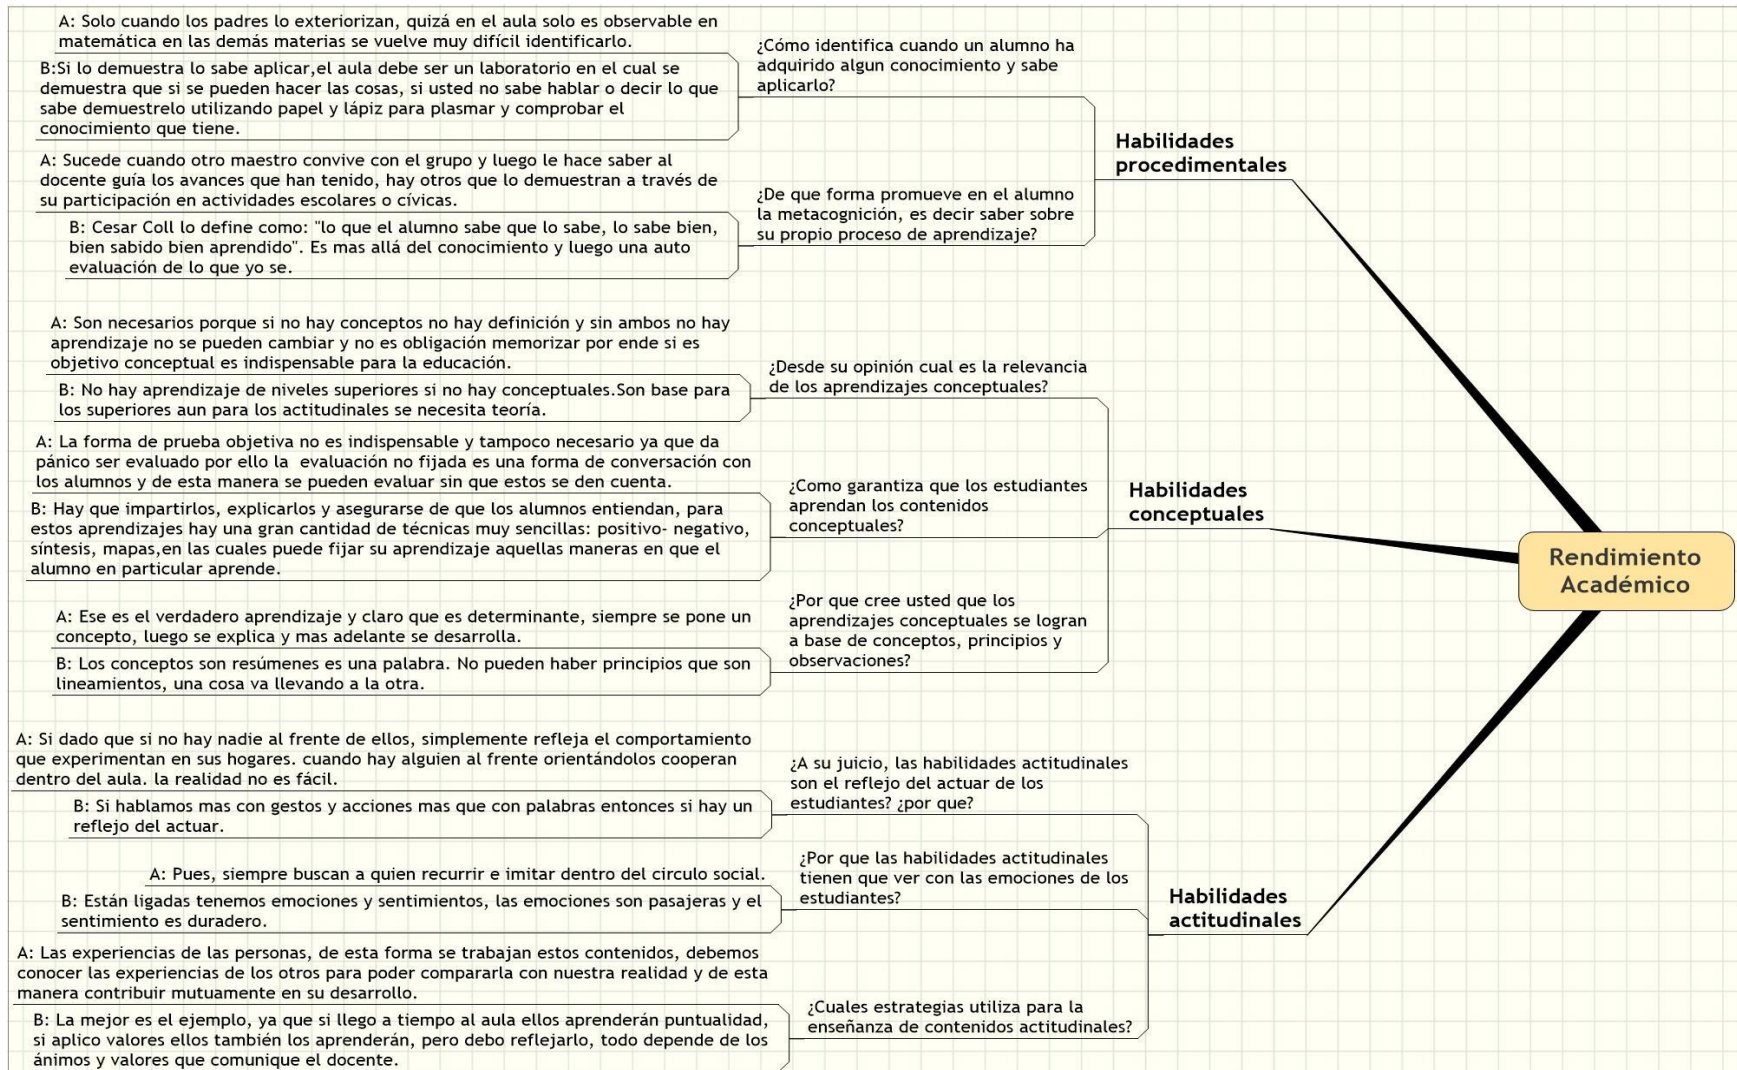 A: Solo cuando los padres lo exteriorizan, quizá en el aula solo es observable en
matemática en las demás materias se vuelve muy difícil identificarlo.
B:Si lo demuestra lo sabe aplicar,el aula debe ser un laboratorio en el cual se
demuestra que si se pueden hacer las cosas, si usted no sabe hablar o decir lo que
sabe demuestrelo utilizando papel y lápiz para plasmar y comprobar el
conocimiento que tiene.
¿Cómo identifica cuando un alumno ha
adquirido algun conocimiento y sabe
aplicarlo?
A: Sucede cuando otro maestro convive con el grupo y luego le hace saber al
docente guía los avances que han tenido, hay otros que lo demuestran a través de
su participación en actividades escolares o cívicas.
B: Cesar Coll lo define como: "lo que el alumno sabe que lo sabe, lo sabe bien,
bien sabido bien aprendido". Es mas allá del conocimiento y luego una auto
evaluación de lo que yo se.
¿De que forma promueve en el alumno
la metacognición, es decir saber sobre
su propio proceso de aprendizaje?
Habilidades
procedimentales
A: Son necesarios porque si no hay conceptos no hay definición y sin ambos no hay
aprendizaje no se pueden cambiar y no es obligación memorizar por ende si es
objetivo conceptual es indispensable para la educación.
B: No hay aprendizaje de niveles superiores si no hay conceptuales.Son base para
los superiores aun para los actitudinales se necesita teoría.
¿Desde su opinión cual es la relevancia
de los aprendizajes conceptuales?
A: La forma de prueba objetiva no es indispensable y tampoco necesario ya que da
pánico ser evaluado por ello la  evaluación no fijada es una forma de conversación con
los alumnos y de esta manera se pueden evaluar sin que estos se den cuenta.
B: Hay que impartirlos, explicarlos y asegurarse de que los alumnos entiendan, para
estos aprendizajes hay una gran cantidad de técnicas muy sencillas: positivo- negativo,
síntesis, mapas,en las cuales puede fijar su aprendizaje aquellas maneras en que el
alumno en particular aprende.
¿Como garantiza que los estudiantes
aprendan los contenidos
conceptuales?
A: Ese es el verdadero aprendizaje y claro que es determinante, siempre se pone un
concepto, luego se explica y mas adelante se desarrolla.
B: Los conceptos son resúmenes es una palabra. No pueden haber principios que son
lineamientos, una cosa va llevando a la otra.
¿Por que cree usted que los
aprendizajes conceptuales se logran
a base de conceptos, principios y
observaciones?
Habilidades
conceptuales
A: Si dado que si no hay nadie al frente de ellos, simplemente refleja el comportamiento
que experimentan en sus hogares. cuando hay alguien al frente orientándolos cooperan
dentro del aula. la realidad no es fácil.
B: Si hablamos mas con gestos y acciones mas que con palabras entonces si hay un
reflejo del actuar.
¿A su juicio, las habilidades actitudinales
son el reflejo del actuar de los
estudiantes? ¿por que?
A: Pues, siempre buscan a quien recurrir e imitar dentro del circulo social.
B: Están ligadas tenemos emociones y sentimientos, las emociones son pasajeras y el
sentimiento es duradero.
¿Por que las habilidades actitudinales
tienen que ver con las emociones de los
estudiantes?
A: Las experiencias de las personas, de esta forma se trabajan estos contenidos, debemos
conocer las experiencias de los otros para poder compararla con nuestra realidad y de esta
manera contribuir mutuamente en su desarrollo.
B: La mejor es el ejemplo, ya que si llego a tiempo al aula ellos aprenderán puntualidad,
si aplico valores ellos también los aprenderán, pero debo reflejarlo, todo depende de los
ánimos y valores que comunique el docente.
¿Cuales estrategias utiliza para la
enseñanza de contenidos actitudinales?
Habilidades
actitudinales
Rendimiento
Académico